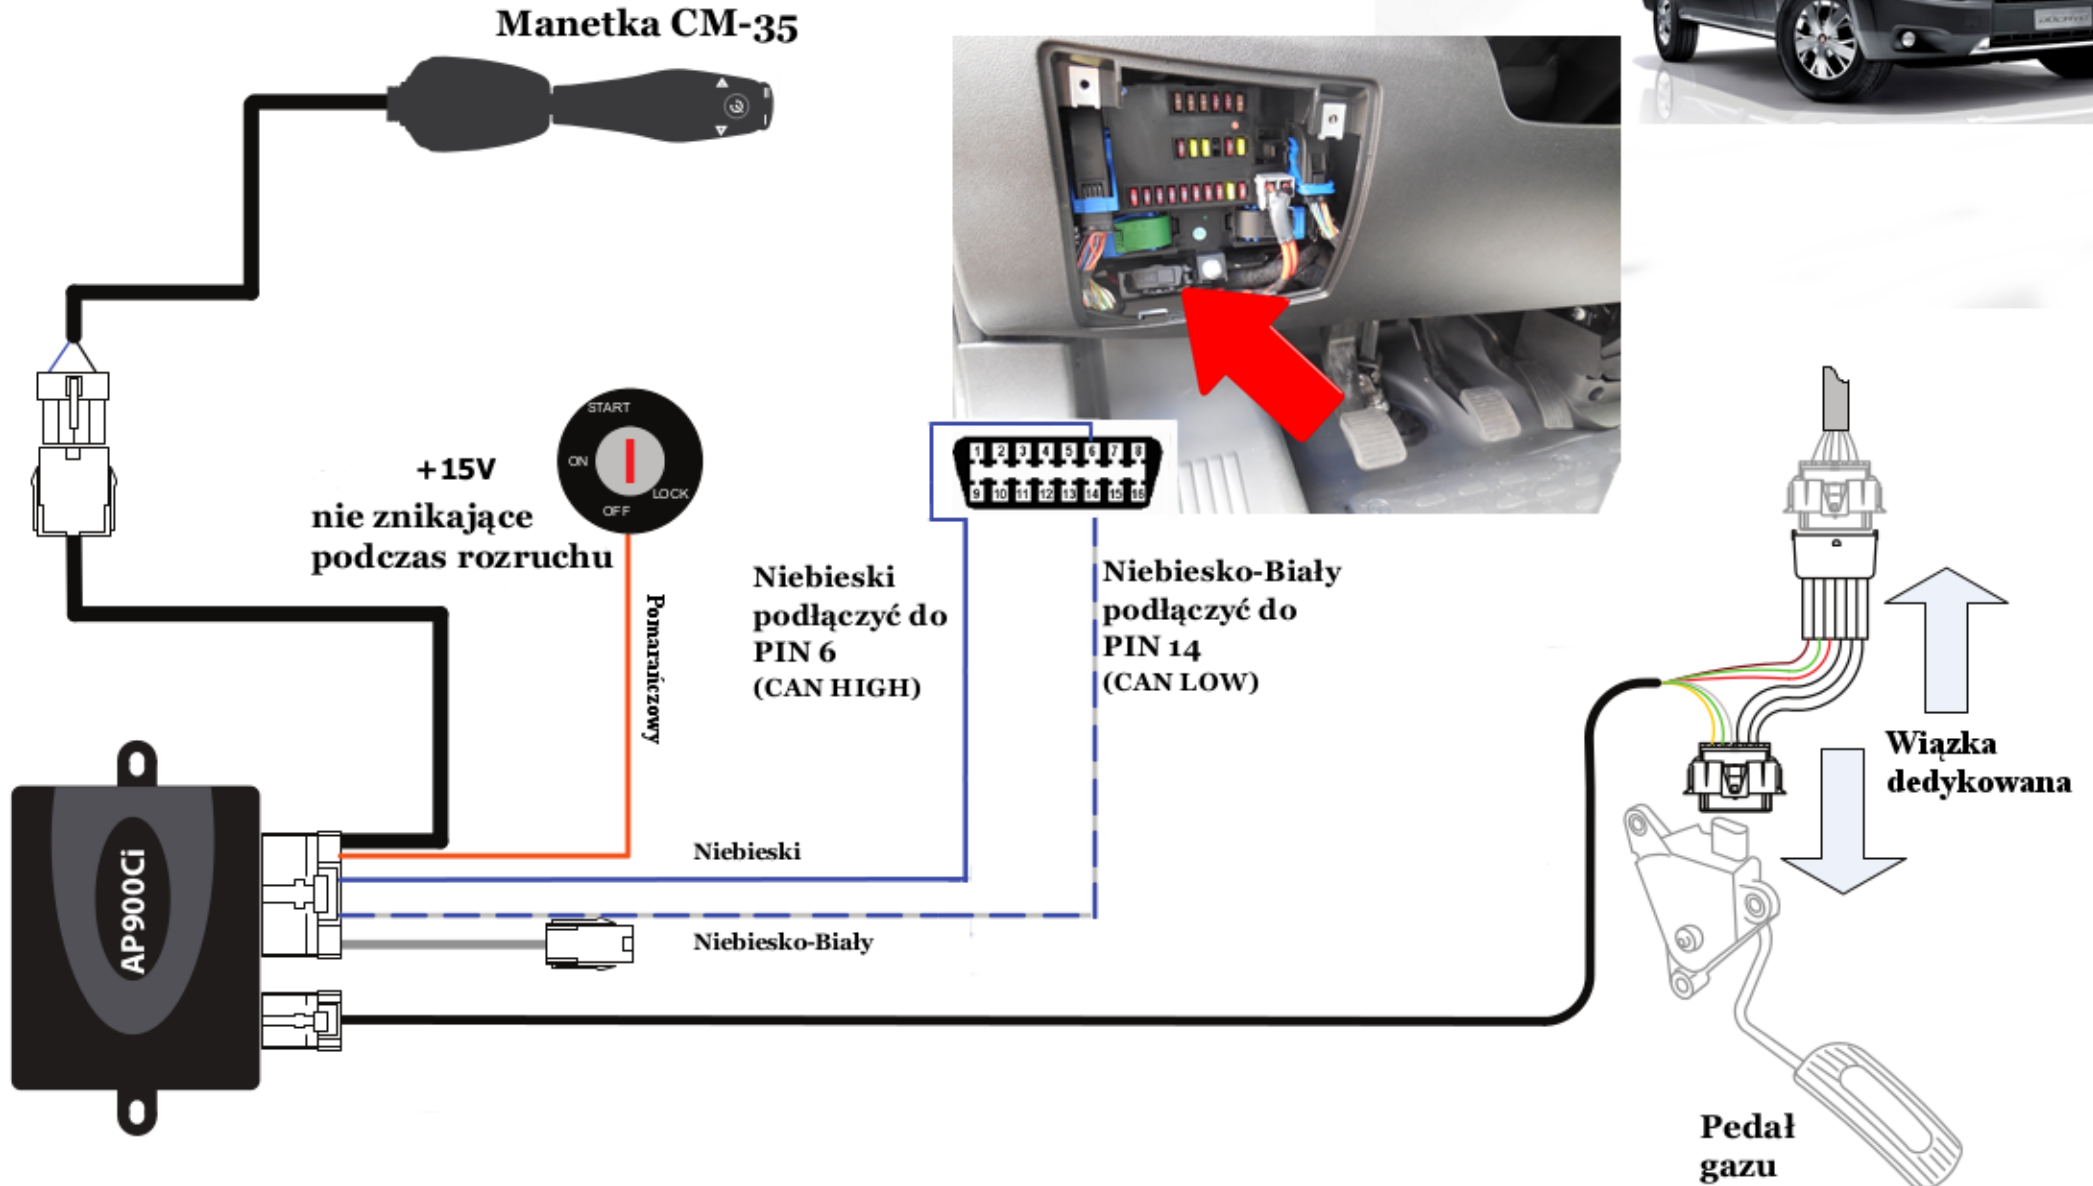 Manetka CM-35
START
ON
LOCK
OFF
+15V
nie znikające
podczas rozruchu
Pomarańczowy
1 2 3 4 5 6 7 8
9 10 11 12 13 14 15 16
Niebieski
podłączyć do
PIN 6
(CAN HIGH)
Niebiesko-Biały
podłączyć do
PIN 14
(CAN LOW)
Wiązka
dedykowana
AP900Ci
Niebieski
Niebiesko-Biały
Pedał
gazu